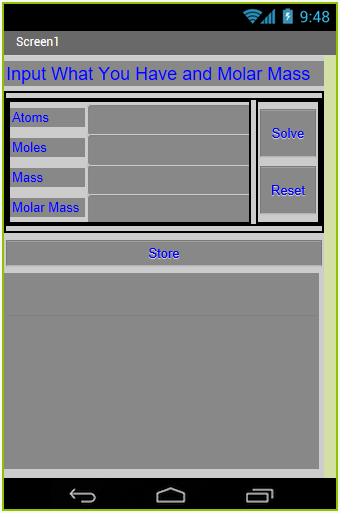 9:48
Screen1
Input What You Have and Molar Mass
Atoms
Moles
Mass
Molar Mass
Solve
Reset
Store